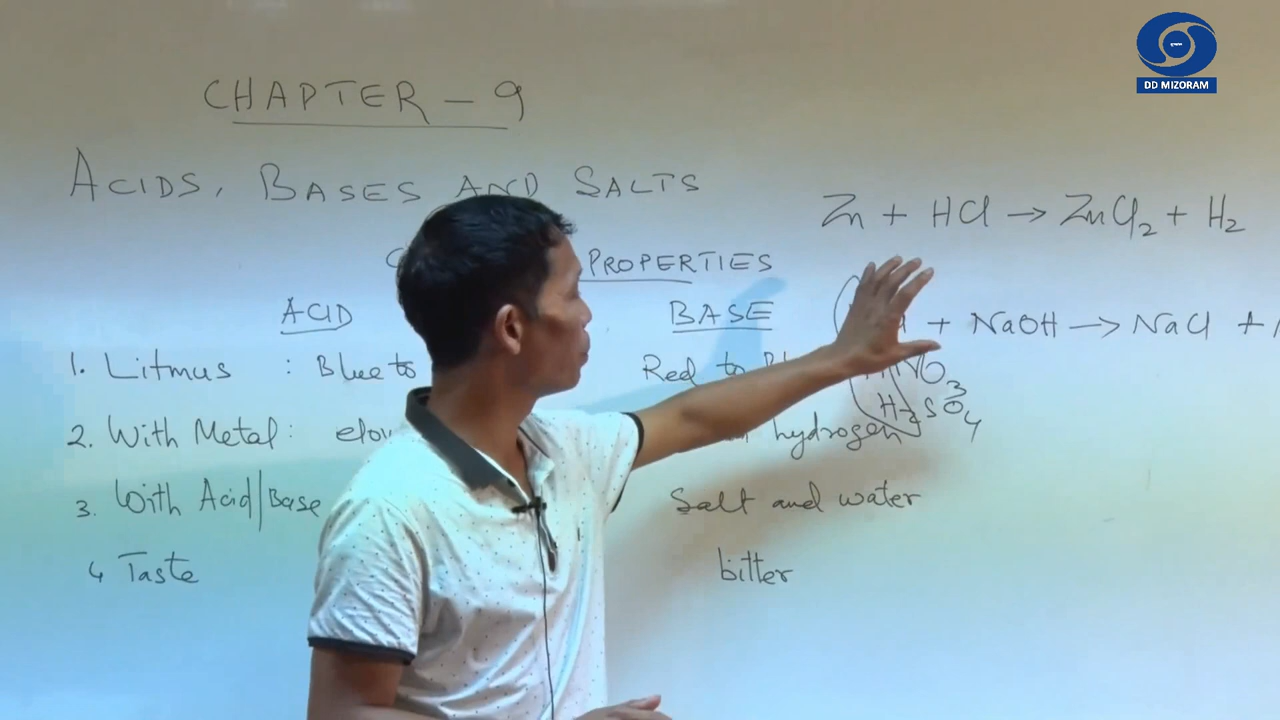 DD MIZORAM
CHAPTER – 9
ACIDS, BASES AND SALTS
PROPERTIES
ACID BASE
1. Litmus : Blue to Red to
2. With Metal : hydrogen
3. With Acid/Base Salt and water
4 Taste bitter
Zn + HCl → ZnCl₂ + H₂
+ NaOH → NaCl +
HNO₃
H₂SO₄